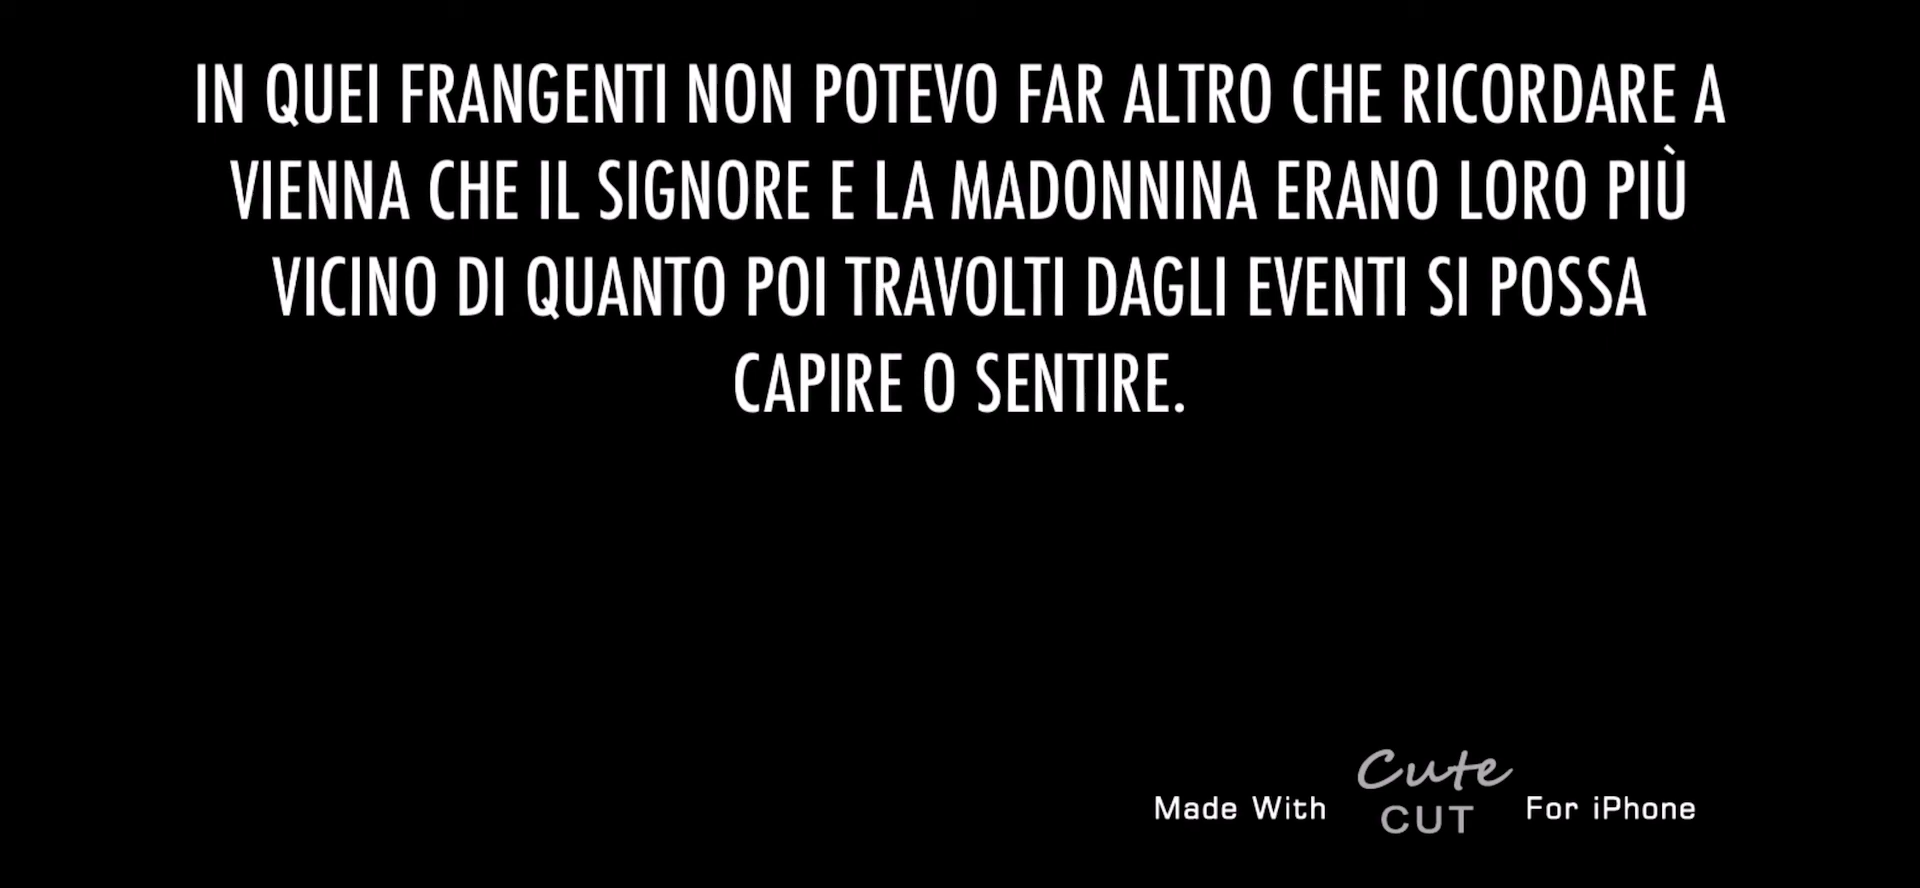 IN QUEI FRANGENTI NON POTEVO FAR ALTRO CHE RICORDARE A
VIENNA CHE IL SIGNORE E LA MADONNINA ERANO LORO PIÙ
VICINO DI QUANTO POI TRAVOLTI DAGLI EVENTI SI POSSA
CAPIRE O SENTIRE.
Made With Cute CUT For iPhone